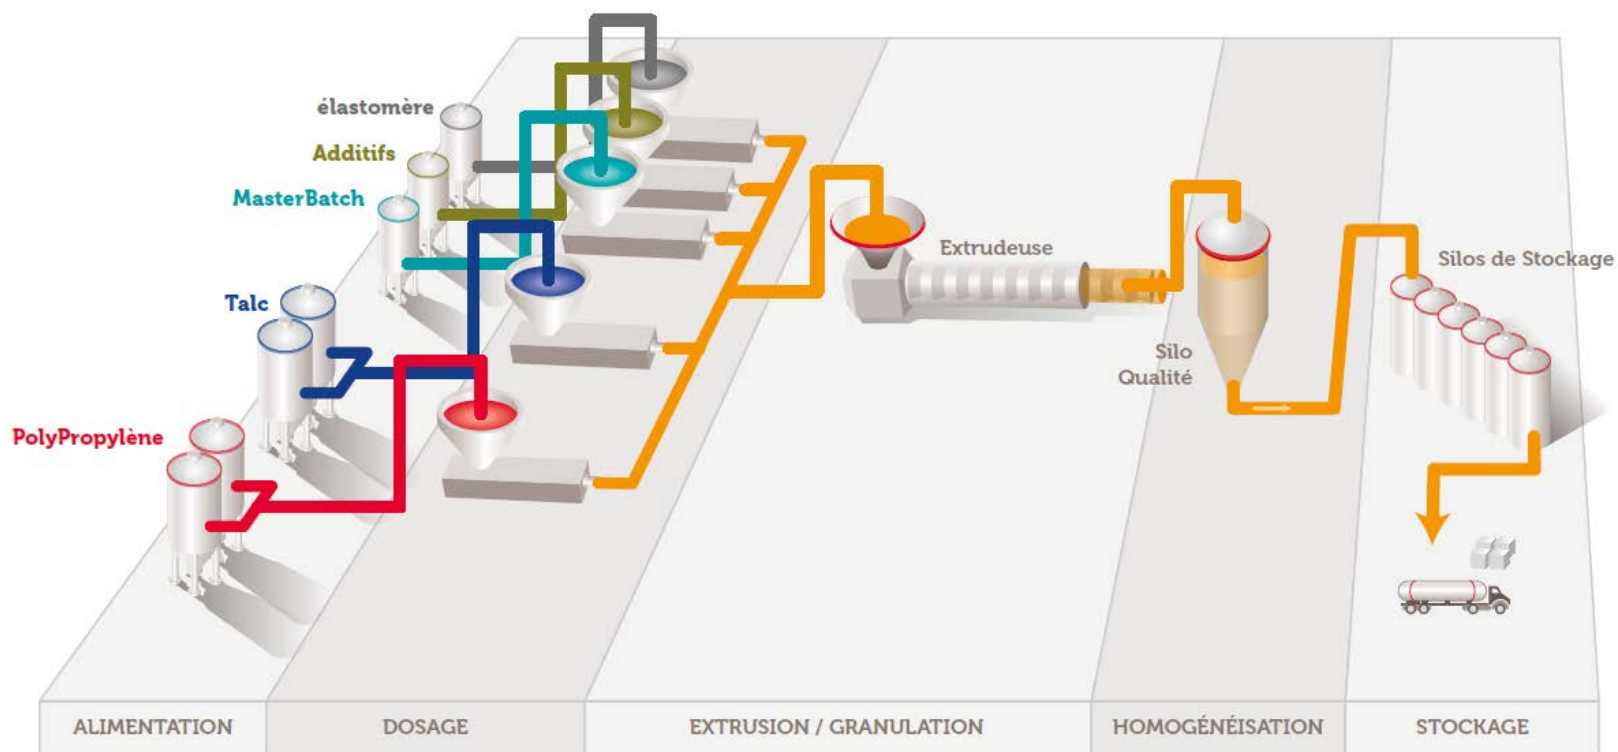 élastomère
Additifs
MasterBatch
Talc
PolyPropylène
Extrudeuse
Silo
Qualité
Silos de Stockage
ALIMENTATION
DOSAGE
EXTRUSION / GRANULATION
HOMOGÉNÉISATION
STOCKAGE